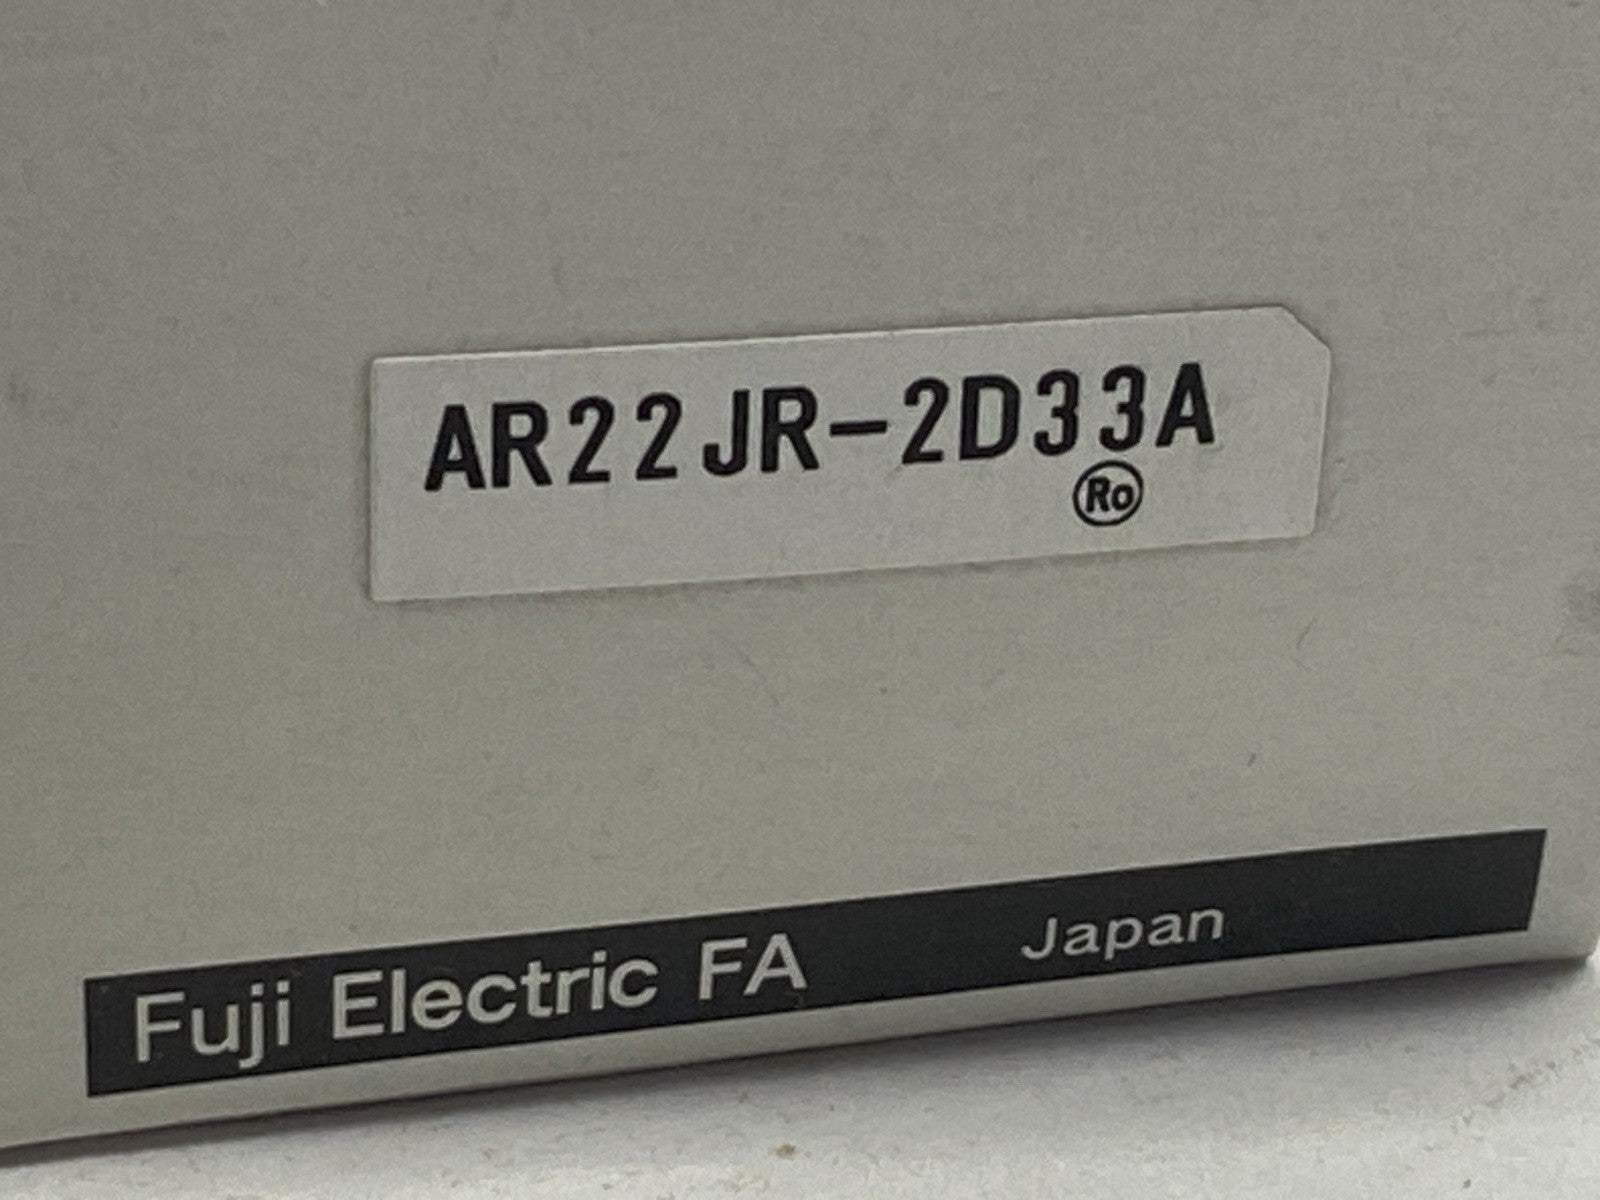 AR22JR-2D33A
Ro
Fuji Electric FA Japan